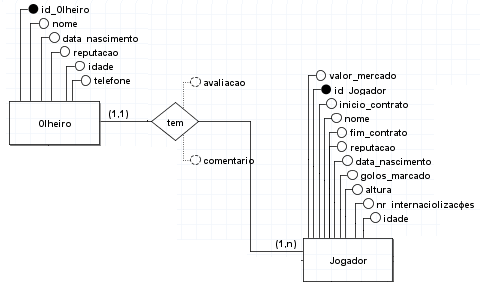 id_Olheiro
nome
data_nascimento
reputacao
idade
telefone
Olheiro
(1,1)
tem
avaliacao
comentario
(1,n)
valor_mercado
id_Jogador
inicio_contrato
nome
fim_contrato
reputacao
data_nascimento
golos_marcado
altura
nr_internaciolizações
idade
Jogador